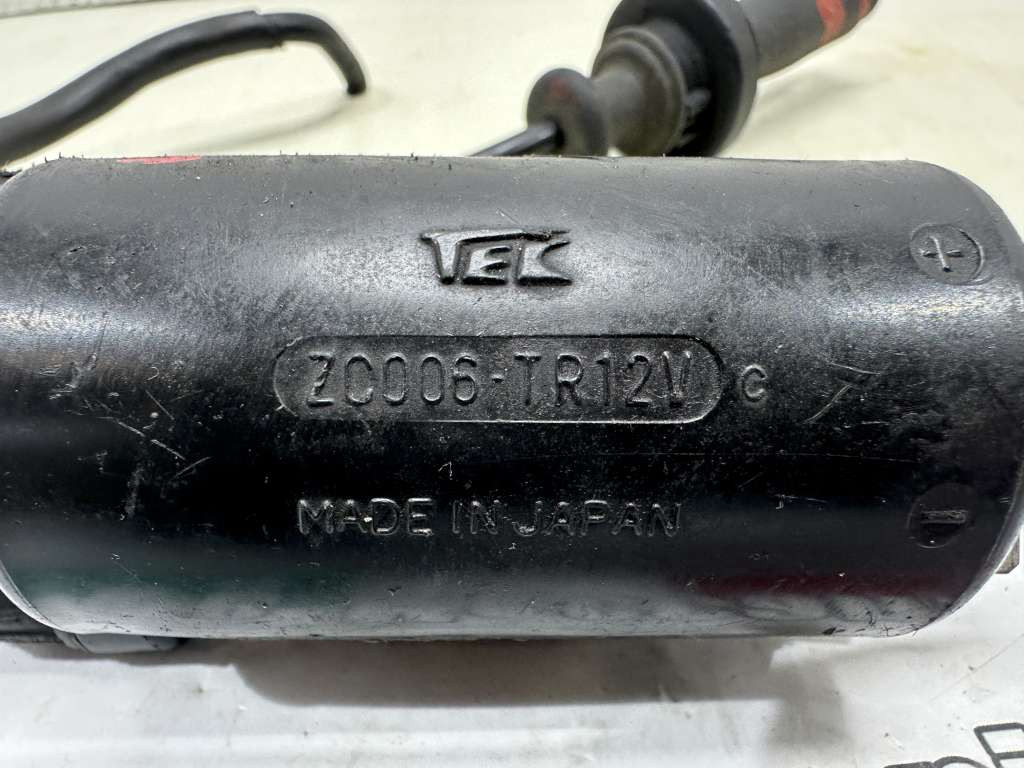 TEC
+
ZC006-TR12V C
-
MADE IN JAPAN